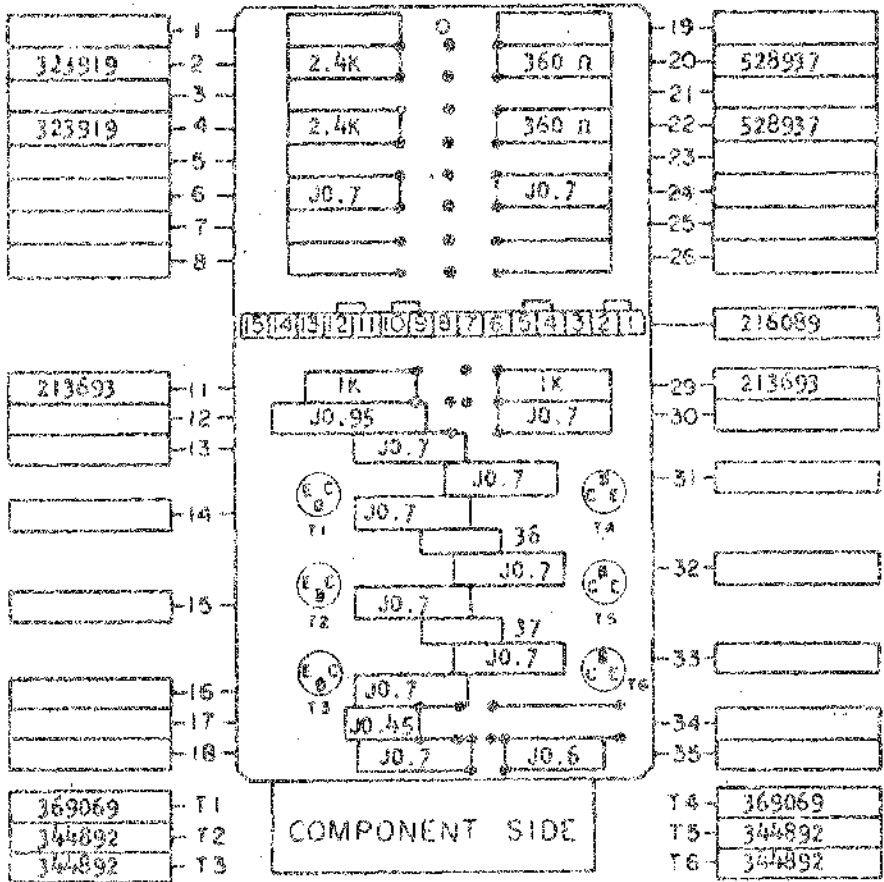 1 19
323919 2 2.4K 360 Ω 20 528937
3 21
323919 4 2.4K 360 Ω 22 528937
5 23
6 J0.7 J0.7 24
7 25
8 26
15 14 13 12 11 10 9 8 7 6 5 4 3 2 1 216089
213693 11 1K 1K 29 213693
12 J0.95 J0.7 30
13 J0.7
J0.7 31
E C B T1 B C E T4
14 J0.7
36
J0.7 32
E C B T2 B C E T5
15 J0.7
37
J0.7 33
E C B T3 B C E T6
16 J0.7
17 J0.45 34
18 J0.7 J0.6 35
369069 T1 T4 369069
344892 T2 COMPONENT SIDE T5 344892
344892 T3 T6 344892